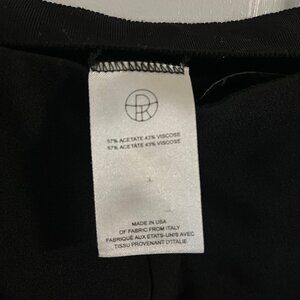 57% ACETATE 43% VISCOSE
57% ACETATE 43% VISCOSE
MADE IN USA
OF FABRIC FROM ITALY
FABRIQUÉ AUX ETATS-UNIS AVEC
TISSU PROVENANT D'ITALIE